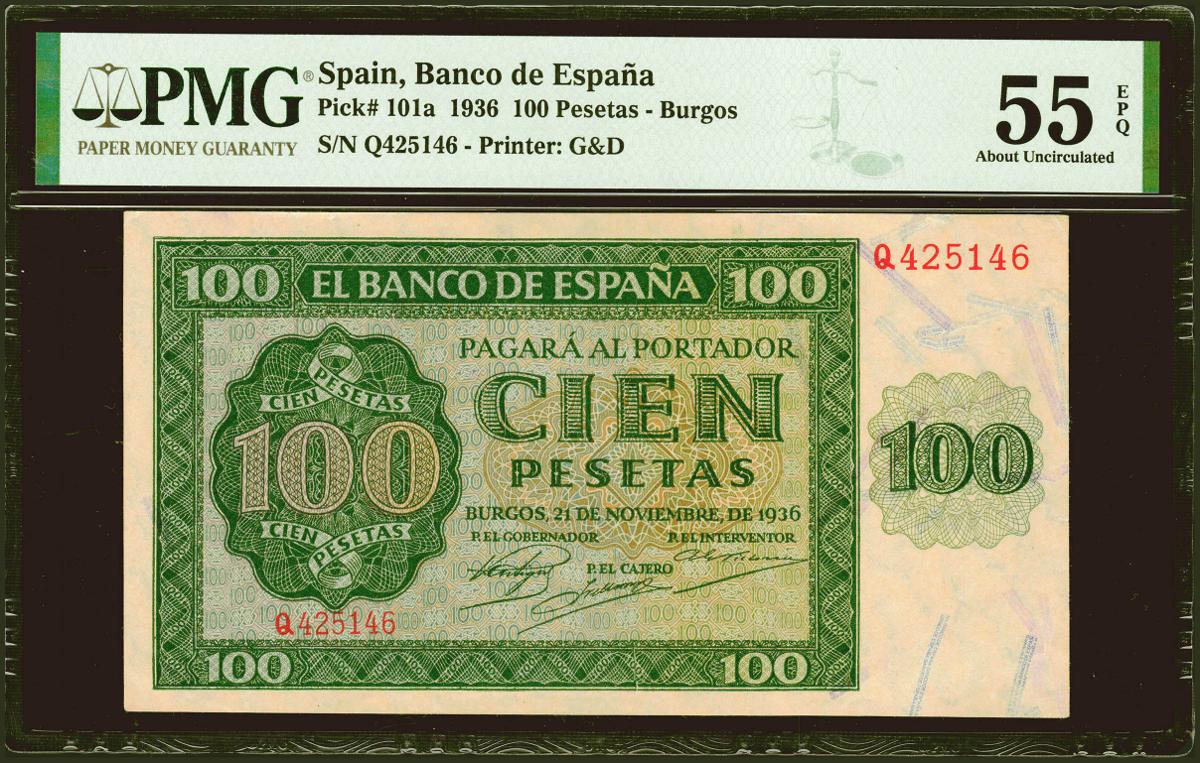 PMG®
PAPER MONEY GUARANTY
Spain, Banco de España
Pick# 101a 1936 100 Pesetas - Burgos
S/N Q425146 - Printer: G&D
55
EPQ
About Uncirculated
100 EL BANCO DE ESPAÑA 100
Q425146
PAGARÁ AL PORTADOR
CIEN
PESETAS
CIEN PESETAS
100
CIEN PESETAS
BURGOS, 21 DE NOVIEMBRE, DE 1936
P. EL GOBERNADOR P. EL INTERVENTOR
P. EL CAJERO
100
Q425146
100 100